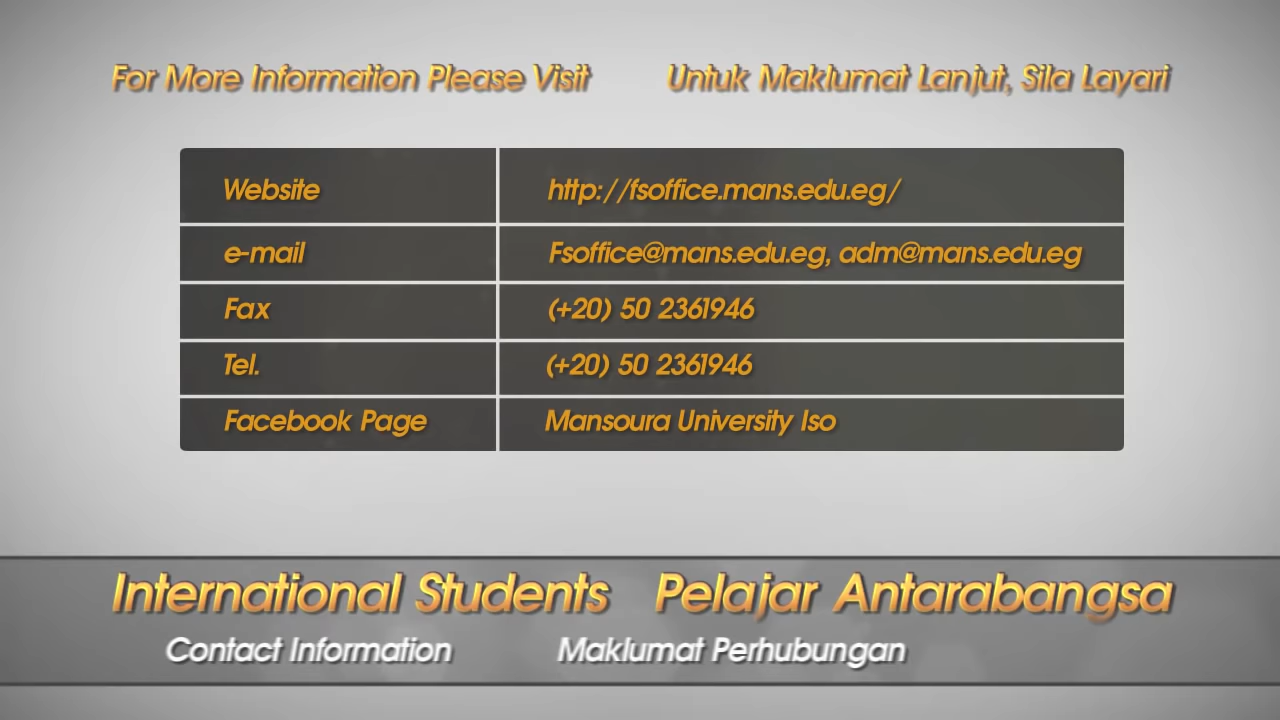 For More Information Please Visit Untuk Maklumat Lanjut, Sila Layari
Website http://fsoffice.mans.edu.eg/
e-mail Fsoffice@mans.edu.eg, adm@mans.edu.eg
Fax (+20) 50 2361946
Tel. (+20) 50 2361946
Facebook Page Mansoura University Iso
International Students Pelajar Antarabangsa
Contact Information Maklumat Perhubungan